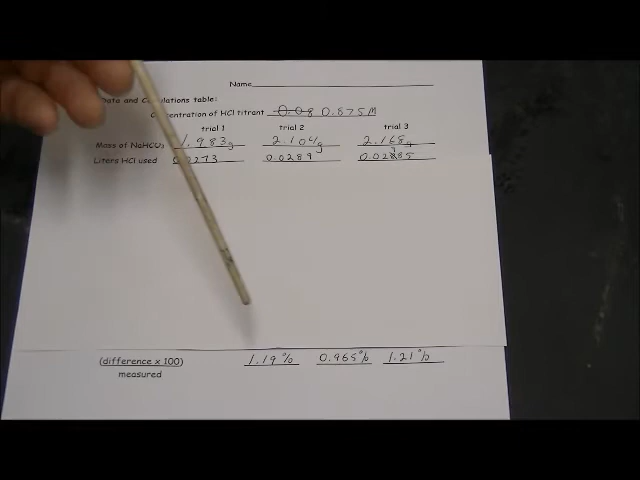 Name
Data and Calculations table:
Concentration of HCl titrant 0.08 0.875M
trial 1 trial 2 trial 3
Mass of NaHCO3 1.983g 2.104g 2.168g
Liters HCl used 0.0273 0.0289
(difference x 100) 1.19% 0.965% 1.21%
measured